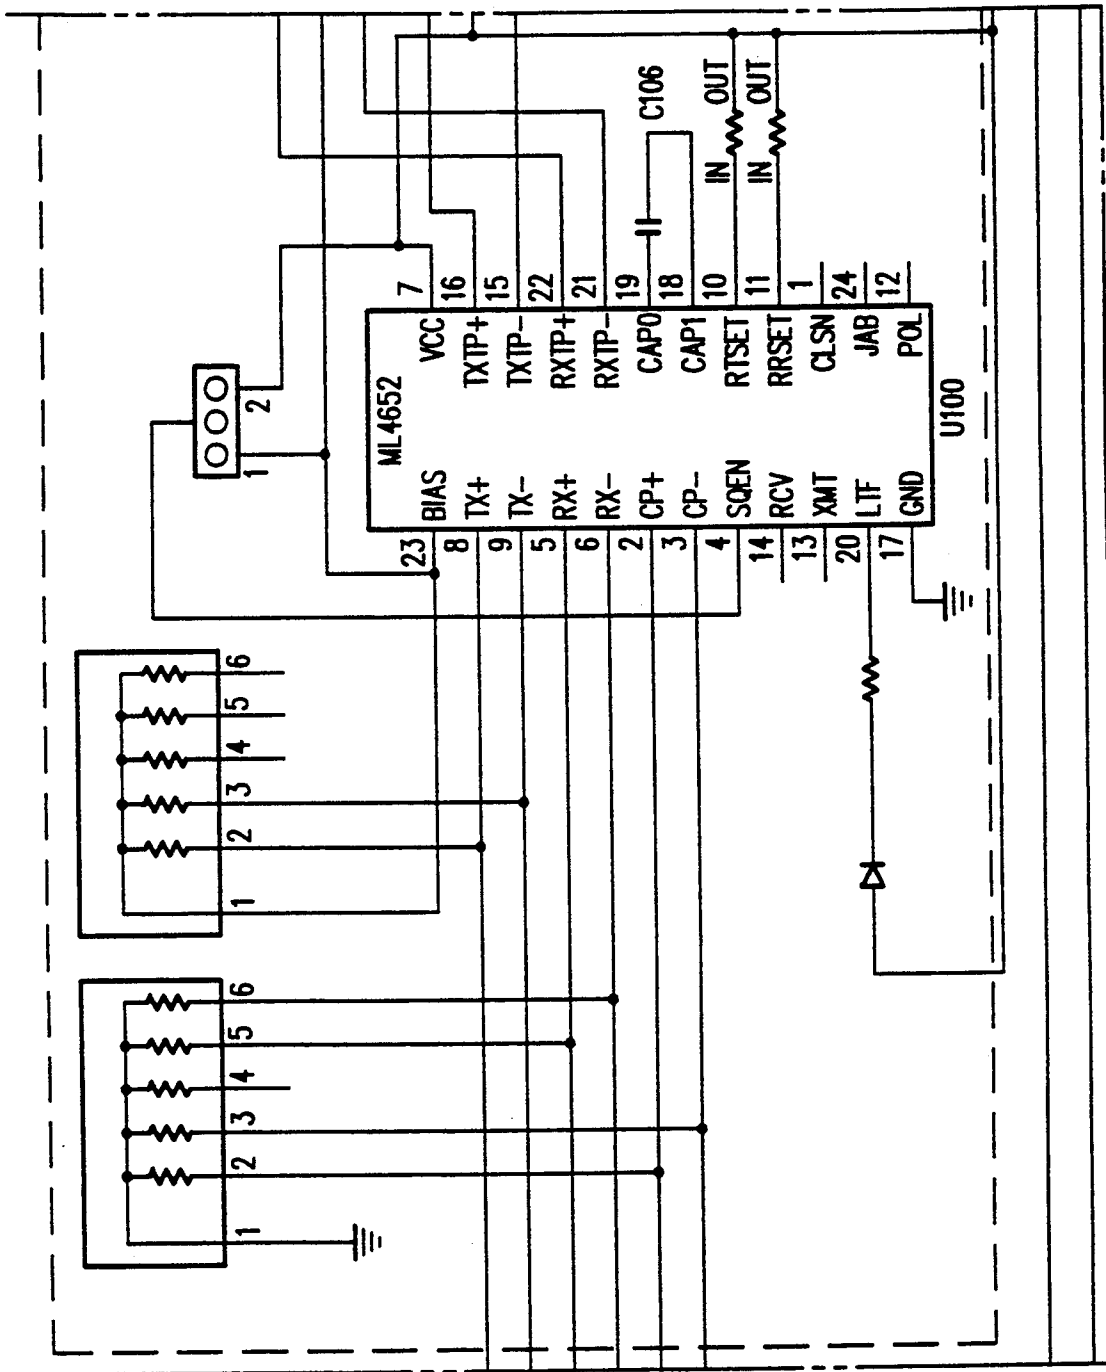 C106
OUT
OUT
IN
IN
7
16
15
22
21
19
18
10
11
1
24
12
VCC
TXTP+
TXTP-
RXTP+
RXTP-
CAP0
CAP1
RTSET
RRSET
CLSN
JAB
POL
ML4652
U100
BIAS
TX+
TX-
RX+
RX-
CP+
CP-
SQEN
RCV
XMT
LTF
GND
23
8
9
5
6
2
3
4
14
13
20
17
2
1
6
5
4
3
2
1
6
5
4
3
2
1